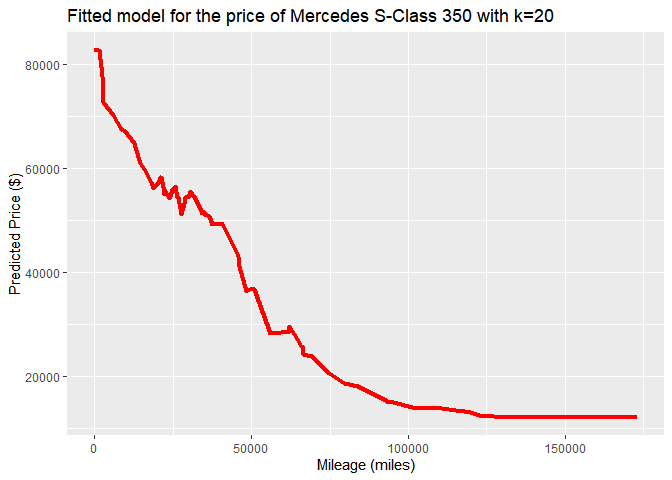 Fitted model for the price of Mercedes S-Class 350 with k=20
80000
60000
40000
20000
Predicted Price ($)
0 50000 100000 150000
Mileage (miles)